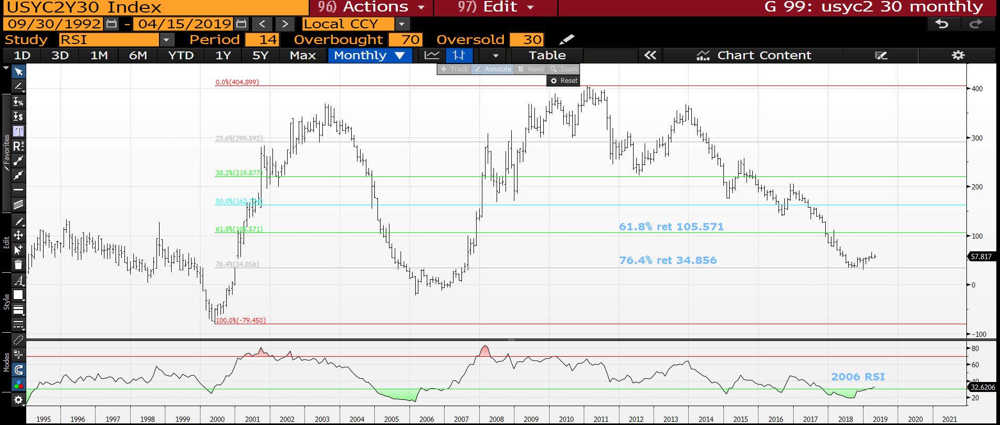 USYC2Y30 Index 96) Actions 97) Edit G 99: usyc2 30 monthly
09/30/1992 - 04/15/2019 < > Local CCY
Study RSI Period 14 Overbought 70 Oversold 30
1D 3D 1M 6M YTD 1Y 5Y Max Monthly ▼ Table « Chart Content
Track Annotate News Zoom
Reset
Favorites
Edit
Style
Modes
T
R
A
%
$
0.0%(404.899)
23.6%(290.592)
38.2%(219.877)
50.0%(162.724)
61.8%(105.571)
76.4%(34.856)
100.0%(-79.450)
61.8% ret 105.571
76.4% ret 34.856
400
300
200
100
57.817
0
-100
2006 RSI
80
60
40
32.6206
20
1995 1996 1997 1998 1999 2000 2001 2002 2003 2004 2005 2006 2007 2008 2009 2010 2011 2012 2013 2014 2015 2016 2017 2018 2019 2020 2021